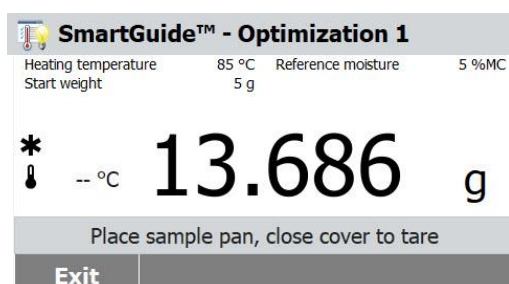 SmartGuide™ - Optimization 1
Heating temperature 85 °C Reference moisture 5 %MC
Start weight 5 g
-- °C 13.686 g
Place sample pan, close cover to tare
Exit